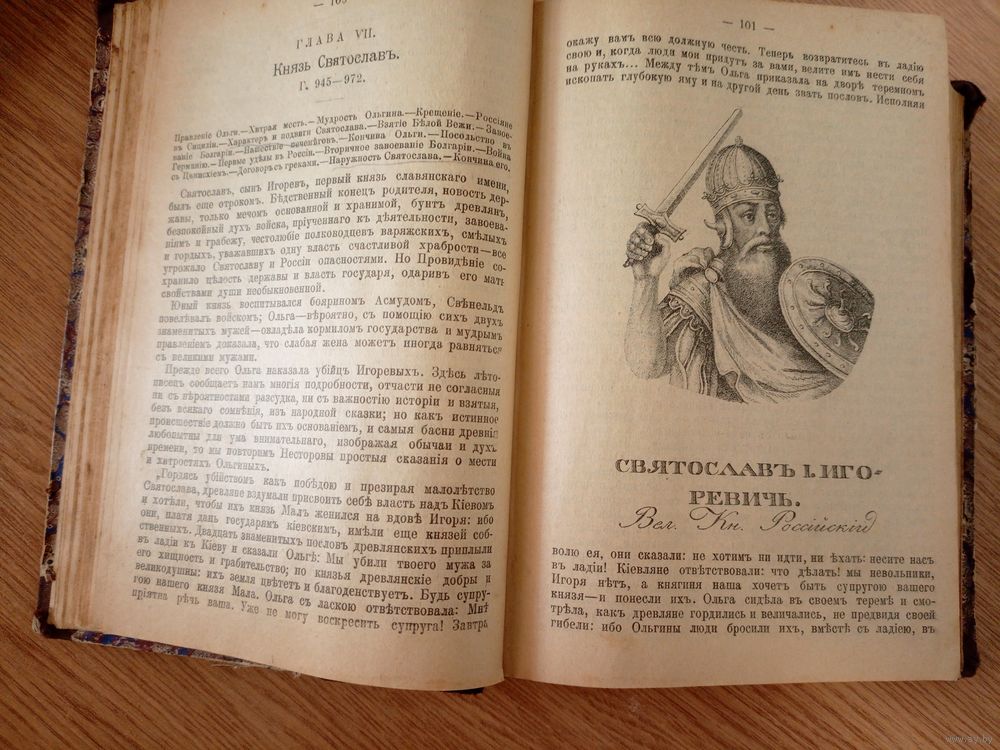 ГЛАВА VII.
Князь Святославъ.
Г. 945—972.
Правленіе Ольги.—Хитрая месть.—Мудрость Ольгина.—Крещеніе.—Россіяне
въ Сициліи.—Характеръ и подвиги Святослава.—Взятіе Бѣлой Вежи.—Завое-
ваніе Болгаріи.—Нашествіе печенѣговъ.—Кончина Ольги.—Посольство въ
Германію.—Первые удѣлы въ Россіи.—Вторичное завоеваніе Болгаріи.—Война
съ Цимисхіемъ.—Договоръ съ греками.—Наружность Святослава.—Кончина его.
Святославъ, сынъ Игоревъ, первый князь славянскаго имени,
былъ еще отрокомъ. Бѣдственный конецъ родителя, новость дер-
жавы, только мечомъ основанной и хранимой, бунтъ древлянъ,
безпокойный духъ войска, пріученнаго къ дѣятельности, завоева-
ніямъ и грабежу, честолюбіе полководцевъ варяжскихъ, смѣлыхъ
и гордыхъ, уважавшихъ одну власть счастливой храбрости—все
угрожало Святославу и Россіи опасностями. Но Провидѣніе со-
хранило цѣлость державы и власть государя, одаривъ его мать
свойствами души необыкновенной.
Юный князь воспитывался бояриномъ Асмудомъ, Свѣнельдъ
повелѣвалъ войскомъ; Ольга—вѣроятно, съ помощію сихъ двухъ
знаменитыхъ мужей—овладѣла кормиломъ государства и мудрымъ
правленіемъ доказала, что слабая жена можетъ иногда равняться
съ великими мужами.
Прежде всего Ольга наказала убійцъ Игоревыхъ. Здѣсь лѣто-
писецъ сообщаетъ намъ многія подробности, отчасти не согласныя
ни съ вѣроятностями разсудка, ни съ важностію исторіи и взятыя,
безъ всякаго сомнѣнія, изъ народной сказки; но какъ истинное
происшествіе должно быть ихъ основаніемъ, и самыя басни древнія
любопытны для ума внимательнаго, изображая обычаи и духъ
времени, то мы повторимъ Несторовы простыя сказанія о мести
и хитростяхъ Ольгиныхъ.
„Гордясь убійствомъ какъ побѣдою и презирая малолѣтство
Святослава, древляне вздумали присвоить себѣ власть надъ Кіевомъ
и хотѣли, чтобы ихъ князь Малъ женился на вдовѣ Игоря: ибо
они, платя дань государямъ кіевскимъ, имѣли еще князей соб-
ственныхъ. Двадцать знаменитыхъ пословъ древлянскихъ приплыли
въ ладіи къ Кіеву и сказали Ольгѣ: Мы убили твоего мужа за
его хищность и грабительство; но князья древлянскіе добры и
великодушны: ихъ земля цвѣтетъ и благоденствуетъ. Будь супру-
гою нашего князя Мала. Ольга съ ласкою отвѣтствовала: Мнѣ
пріятна рѣчь ваша. Уже не могу воскресить супруга! Завтра
— 101 —
окажу вамъ всю должную честь. Теперь возвратитесь въ ладію
свою и, когда люди мои придутъ за вами, велите имъ нести себя
на рукахъ... Между тѣмъ Ольга приказала на дворѣ теремномъ
ископать глубокую яму и на другой день звать пословъ. Исполняя
СВЯТОСЛАВЪ I. ИГО-
РЕВИЧЬ.
Вел. Кн. Россійскій
волю ея, они сказали: не хотимъ ни идти, ни ѣхать: несите насъ
въ ладіи! Кіевляне отвѣтствовали: что дѣлать! мы невольники,
Игоря нѣтъ, а княгиня наша хочетъ быть супругою вашего
князя—и понесли ихъ. Ольга сидѣла въ своемъ теремѣ и смо-
трѣла, какъ древляне гордились и величались, не предвидя своей
гибели: ибо Ольгины люди бросили ихъ, вмѣстѣ съ ладіею, въ
www.ay.by